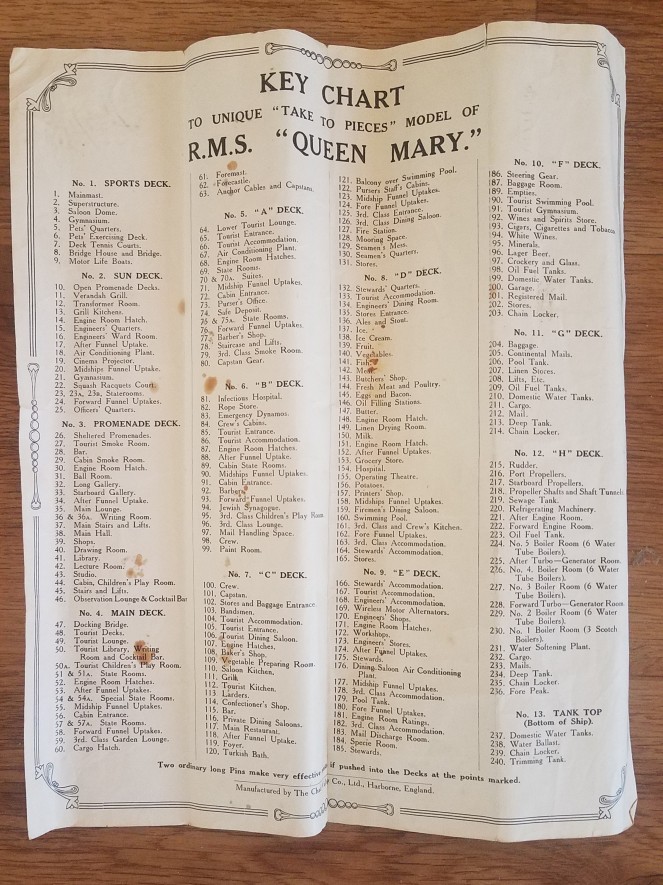 KEY CHART
TO UNIQUE "TAKE TO PIECES" MODEL OF
R.M.S. "QUEEN MARY."
No. 1. SPORTS DECK.
1. Mainmast.
2. Superstructure.
3. Saloon Dome.
4. Gymnasium.
5. Pets' Quarters.
6. Pets' Exercising Deck.
7. Deck Tennis Courts.
8. Bridge House and Bridge.
9. Motor Life Boats.
No. 2. SUN DECK.
10. Open Promenade Decks.
11. Verandah Grill.
12. Transformer Room.
13. Grill Kitchens.
14. Engine Room Hatch.
15. Engineers' Quarters.
16. Engineers' Ward Room.
17. After Funnel Uptake.
18. Air Conditioning Plant.
19. Cinema Projector.
20. Midships Funnel Uptake.
21. Gymnasium.
22. Squash Racquets Court.
23, 23A, 23B, Staterooms.
24. Forward Funnel Uptakes.
25. Officers' Quarters.
No. 3. PROMENADE DECK.
26. Sheltered Promenades.
27. Tourist Smoke Room.
28. Bar.
29. Cabin Smoke Room.
30. Engine Room Hatch.
31. Ball Room.
32. Long Gallery.
33. Starboard Gallery.
34. After Funnel Uptake.
35. Main Lounge.
36 & 36A. Writing Room.
37. Main Stairs and Lifts.
38. Main Hall.
39. Shops.
40. Drawing Room.
41. Library.
42. Lecture Room.
43. Studio.
44. Cabin, Children's Play Room.
45. Stairs and Lifts.
46. Observation Lounge & Cocktail Bar
No. 4. MAIN DECK.
47. Docking Bridge.
48. Tourist Decks.
49. Tourist Lounge.
50. Tourist Library, Writing
Room and Cocktail Bar.
50A. Tourist Children's Play Room.
51 & 51A. State Rooms.
52. Engine Room Hatches.
53. After Funnel Uptakes.
54 & 54A. Special State Rooms.
55. Midship Funnel Uptakes.
56. Cabin Entrance.
57 & 57A. State Rooms.
58. Forward Funnel Uptakes.
59. 3rd. Class Garden Lounge.
60. Cargo Hatch.
61. Foremast.
62. Forecastle.
63. Anchor Cables and Capstans.
No. 5. "A" DECK.
64. Lower Tourist Lounge.
65. Tourist Entrance.
66. Tourist Accommodation.
67. Air Conditioning Plant.
68. Engine Room Hatches.
69. State Rooms.
70 & 70A. Suites.
71. Midship Funnel Uptakes.
72. Cabin Entrance.
73. Purser's Office.
74. Safe Deposit.
75 & 75A. State Rooms.
76. Forward Funnel Uptakes.
77. Barber's Shop.
78. Staircase and Lifts.
79. 3rd. Class Smoke Room.
80. Capstan Gear.
No. 6. "B" DECK.
81. Infectious Hospital.
82. Rope Store.
83. Emergency Dynamos.
84. Crew's Cabins.
85. Tourist Entrance.
86. Tourist Accommodation.
87. Engine Room Hatches.
88. After Funnel Uptake.
89. Cabin State Rooms.
90. Midships Funnel Uptakes.
91. Cabin Entrance.
92. Barbers.
93. Forward Funnel Uptakes.
94. Jewish Synagogue.
95. 3rd. Class Children's Play Room
96. 3rd. Class Lounge.
97. Mail Handling Space.
98. Crew.
99. Paint Room.
No. 7. "C" DECK.
100. Crew.
101. Capstan.
102. Stores and Baggage Entrance
103. Bandsmen.
104. Tourist Accommodation.
105. Tourist Entrance.
106. Tourist Dining Saloon.
107. Engine Hatches.
108. Baker's Shop.
109. Vegetable Preparing Room.
110. Saloon Kitchen.
111. Grill.
112. Tourist Kitchen.
113. Larders.
114. Confectioner's Shop.
115. Bar.
116. Private Dining Saloons.
117. Main Restaurant.
118. After Funnel Uptake.
119. Foyer.
120. Turkish Bath.
121. Balcony over Swimming Pool.
122. Pursers Staff's Cabins.
123. Midship Funnel Uptakes.
124. Fore Funnel Uptakes.
125. 3rd. Class Entrance.
126. 3rd. Class Dining Saloon.
127. Fire Station.
128. Mooring Space.
129. Seamen's Mess.
130. Seamen's Quarters.
131. Stores.
No. 8. "D" DECK.
132. Stewards' Quarters.
133. Tourist Accommodation.
134. Engineers' Dining Room.
135. Stores Entrance.
136. Ales and Stout.
137. Ice.
138. Ice Cream.
139. Fruit.
140. Vegetables.
141. Fish.
142. Meat.
143. Butchers' Shop.
144. Fresh Meat and Poultry.
145. Eggs and Bacon.
146. Oil Filling Stations.
147. Butter.
148. Engine Room Hatch.
149. Linen Drying Room.
150. Milk.
151. Engine Room Hatch.
152. After Funnel Uptake.
153. Grocery Store.
154. Hospital.
155. Operating Theatre.
156. Potatoes.
157. Printer's Shop.
158. Midships Funnel Uptakes.
159. Firemen's Dining Saloon.
160. Swimming Pool.
161. 3rd. Class and Crew's Kitchen.
162. Fore Funnel Uptakes.
163. 3rd. Class Accommodation.
164. Stewards' Accommodation.
165. Stores.
No. 9. "E" DECK.
166. Stewards' Accommodation.
167. Tourist Accommodation.
168. Engineers' Accommodation.
169. Wireless Motor Alternators.
170. Engineers' Shops.
171. Engine Room Hatches.
172. Workshops.
173. Engineers' Stores.
174. After Funnel Uptakes.
175. Stewards.
176. Dining Saloon Air Conditioning
Plant.
177. Midship Funnel Uptakes.
178. 3rd. Class Accommodation.
179. Pool Tank.
180. Fore Funnel Uptakes.
181. Engine Room Ratings.
182. 3rd. Class Accommodation.
183. Mail Discharge Room.
184. Specie Room.
185. Stewards.
No. 10. "F" DECK.
186. Steering Gear.
187. Baggage Room.
189. Empties.
190. Tourist Swimming Pool.
191. Tourist Gymnasium.
192. Wines and Spirits Store.
193. Cigars, Cigarettes and Tobacco
194. White Wines.
195. Minerals.
196. Lager Beer.
197. Crockery and Glass.
198. Oil Fuel Tanks.
199. Domestic Water Tanks.
200. Garage.
201. Registered Mail.
202. Stores.
203. Chain Locker.
No. 11. "G" DECK.
204. Baggage.
205. Continental Mails.
206. Pool Tank.
207. Linen Stores.
208. Lifts, Etc.
209. Oil Fuel Tanks.
210. Domestic Water Tanks.
211. Cargo.
212. Mail.
213. Deep Tank.
214. Chain Locker.
No. 12. "H" DECK.
215. Rudder.
216. Port Propellers.
217. Starboard Propellers.
218. Propeller Shafts and Shaft Tunnels
219. Sewage Tank.
220. Refrigerating Machinery.
221. After Engine Room.
222. Forward Engine Room.
223. Oil Fuel Tank.
224. No. 5 Boiler Room (6 Water
Tube Boilers).
225. After Turbo—Generator Room.
226. No. 4. Boiler Room (6 Water
Tube Boilers).
227. No. 3 Boiler Room (6 Water
Tube Boilers).
228. Forward Turbo—Generator Room
229. No. 2 Boiler Room (6 Water
Tube Boilers).
230. No. 1 Boiler Room (3 Scotch
Boilers).
231. Water Softening Plant.
232. Cargo.
233. Mails.
234. Deep Tank.
235. Chain Locker.
236. Fore Peak.
No. 13. TANK TOP
(Bottom of Ship).
237. Domestic Water Tanks.
238. Water Ballast.
239. Chain Locker.
240. Trimming Tank.
Two ordinary long Pins make very effective if pushed into the Decks at the points marked.
Manufactured by The Co., Ltd., Harborne, England.